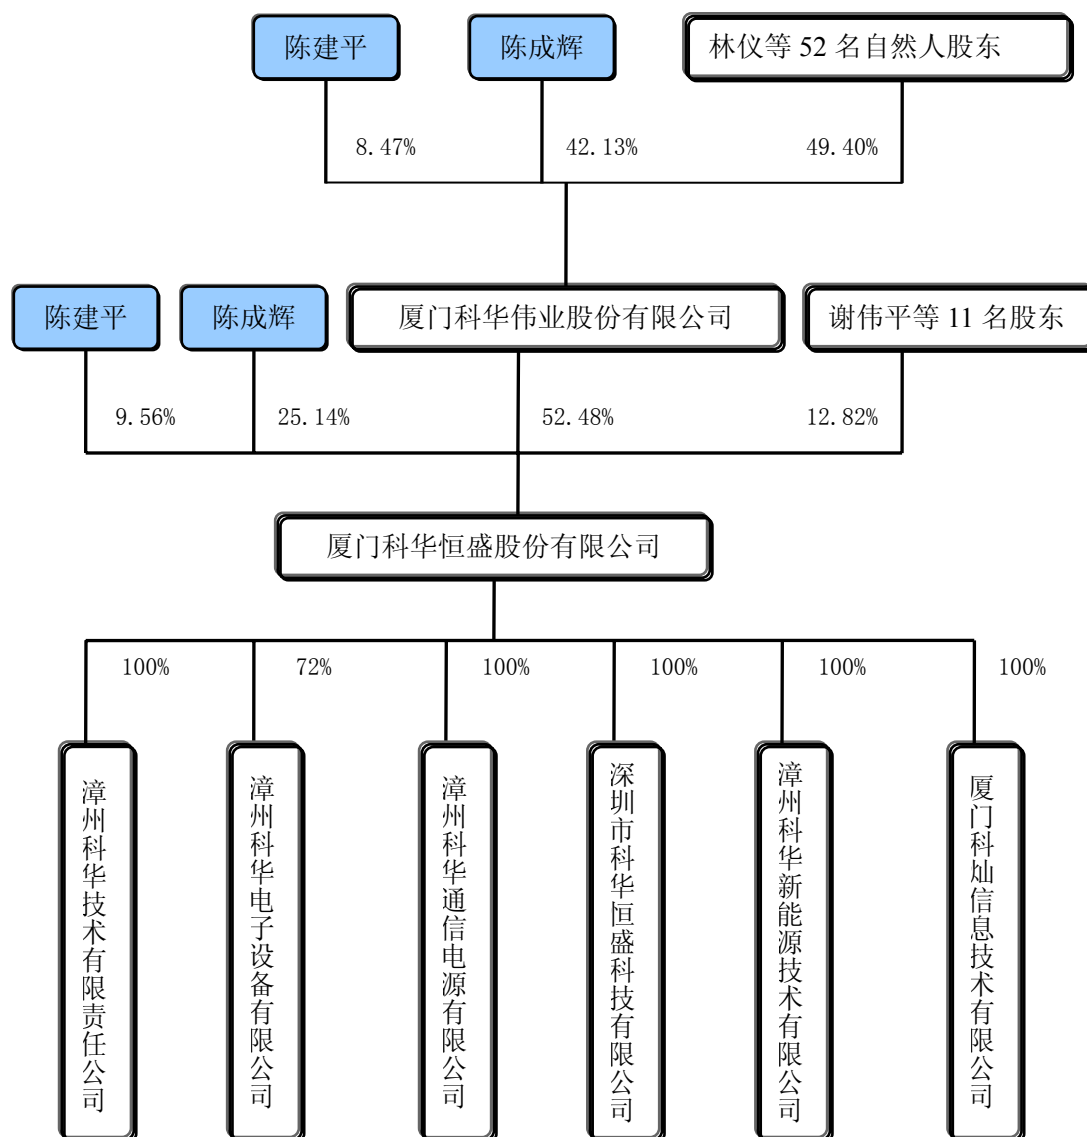 陈建平
陈成辉
林仪等 52 名自然人股东
8.47%
42.13%
49.40%
陈建平
陈成辉
厦门科华伟业股份有限公司
谢伟平等 11 名股东
9.56%
25.14%
52.48%
12.82%
厦门科华恒盛股份有限公司
100%
72%
100%
100%
100%
100%
漳州科华技术有限责任公司
漳州科华电子设备有限公司
漳州科华通信电源有限公司
深圳市科华恒盛科技有限公司
漳州科华新能源技术有限公司
厦门科灿信息技术有限公司